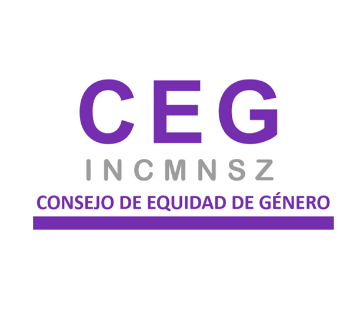 CEG
INCMNSZ
CONSEJO DE EQUIDAD DE GÉNERO